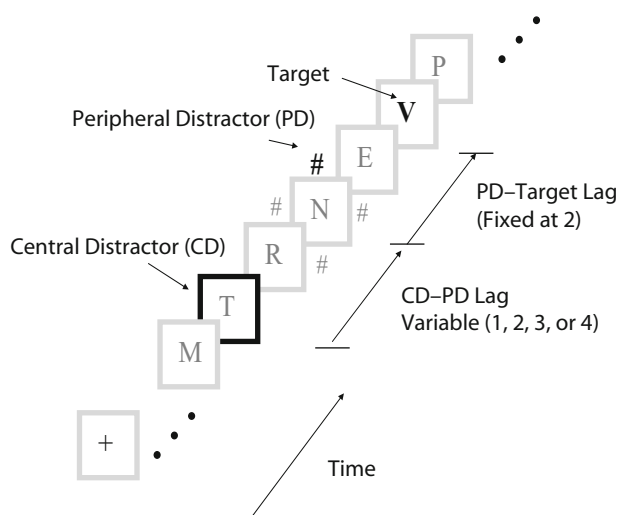 P
Target
V
Peripheral Distractor (PD)
E
#
# N #
PD–Target Lag
(Fixed at 2)
Central Distractor (CD)
R
#
T
CD–PD Lag
Variable (1, 2, 3, or 4)
M
+
Time